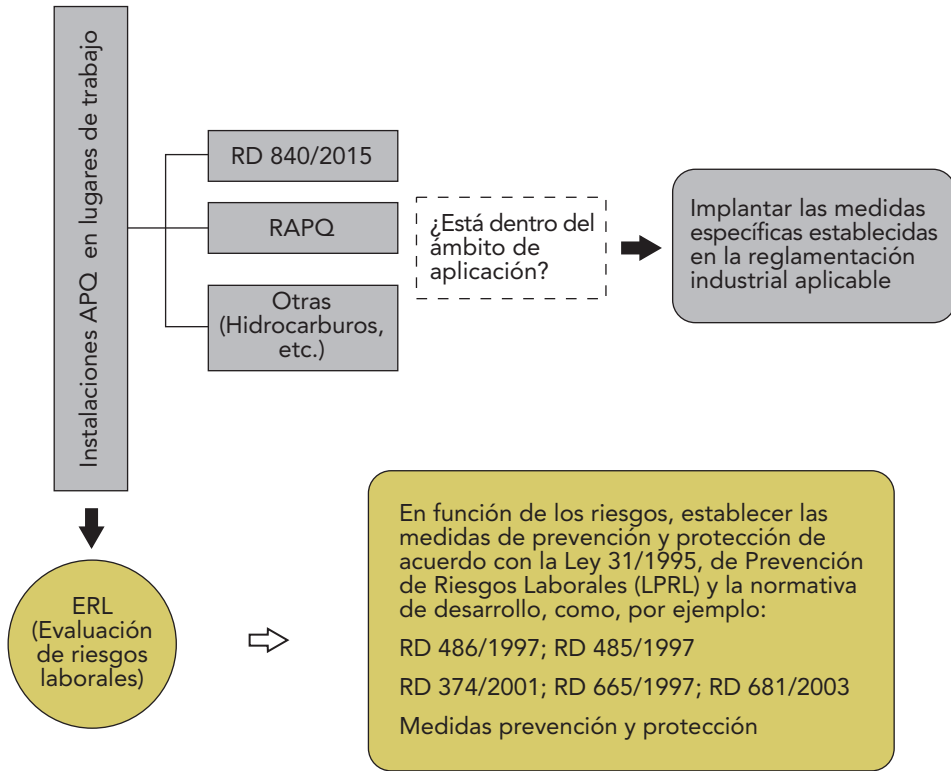 Instalaciones APQ en lugares de trabajo
RD 840/2015
RAPQ
Otras
(Hidrocarburos,
etc.)
¿Está dentro del
ámbito de
aplicación?
Implantar las medidas
específicas establecidas
en la reglamentación
industrial aplicable
ERL
(Evaluación
de riesgos
laborales)
En función de los riesgos, establecer las
medidas de prevención y protección de
acuerdo con la Ley 31/1995, de Prevención
de Riesgos Laborales (LPRL) y la normativa
de desarrollo, como, por ejemplo:
RD 486/1997; RD 485/1997
RD 374/2001; RD 665/1997; RD 681/2003
Medidas prevención y protección